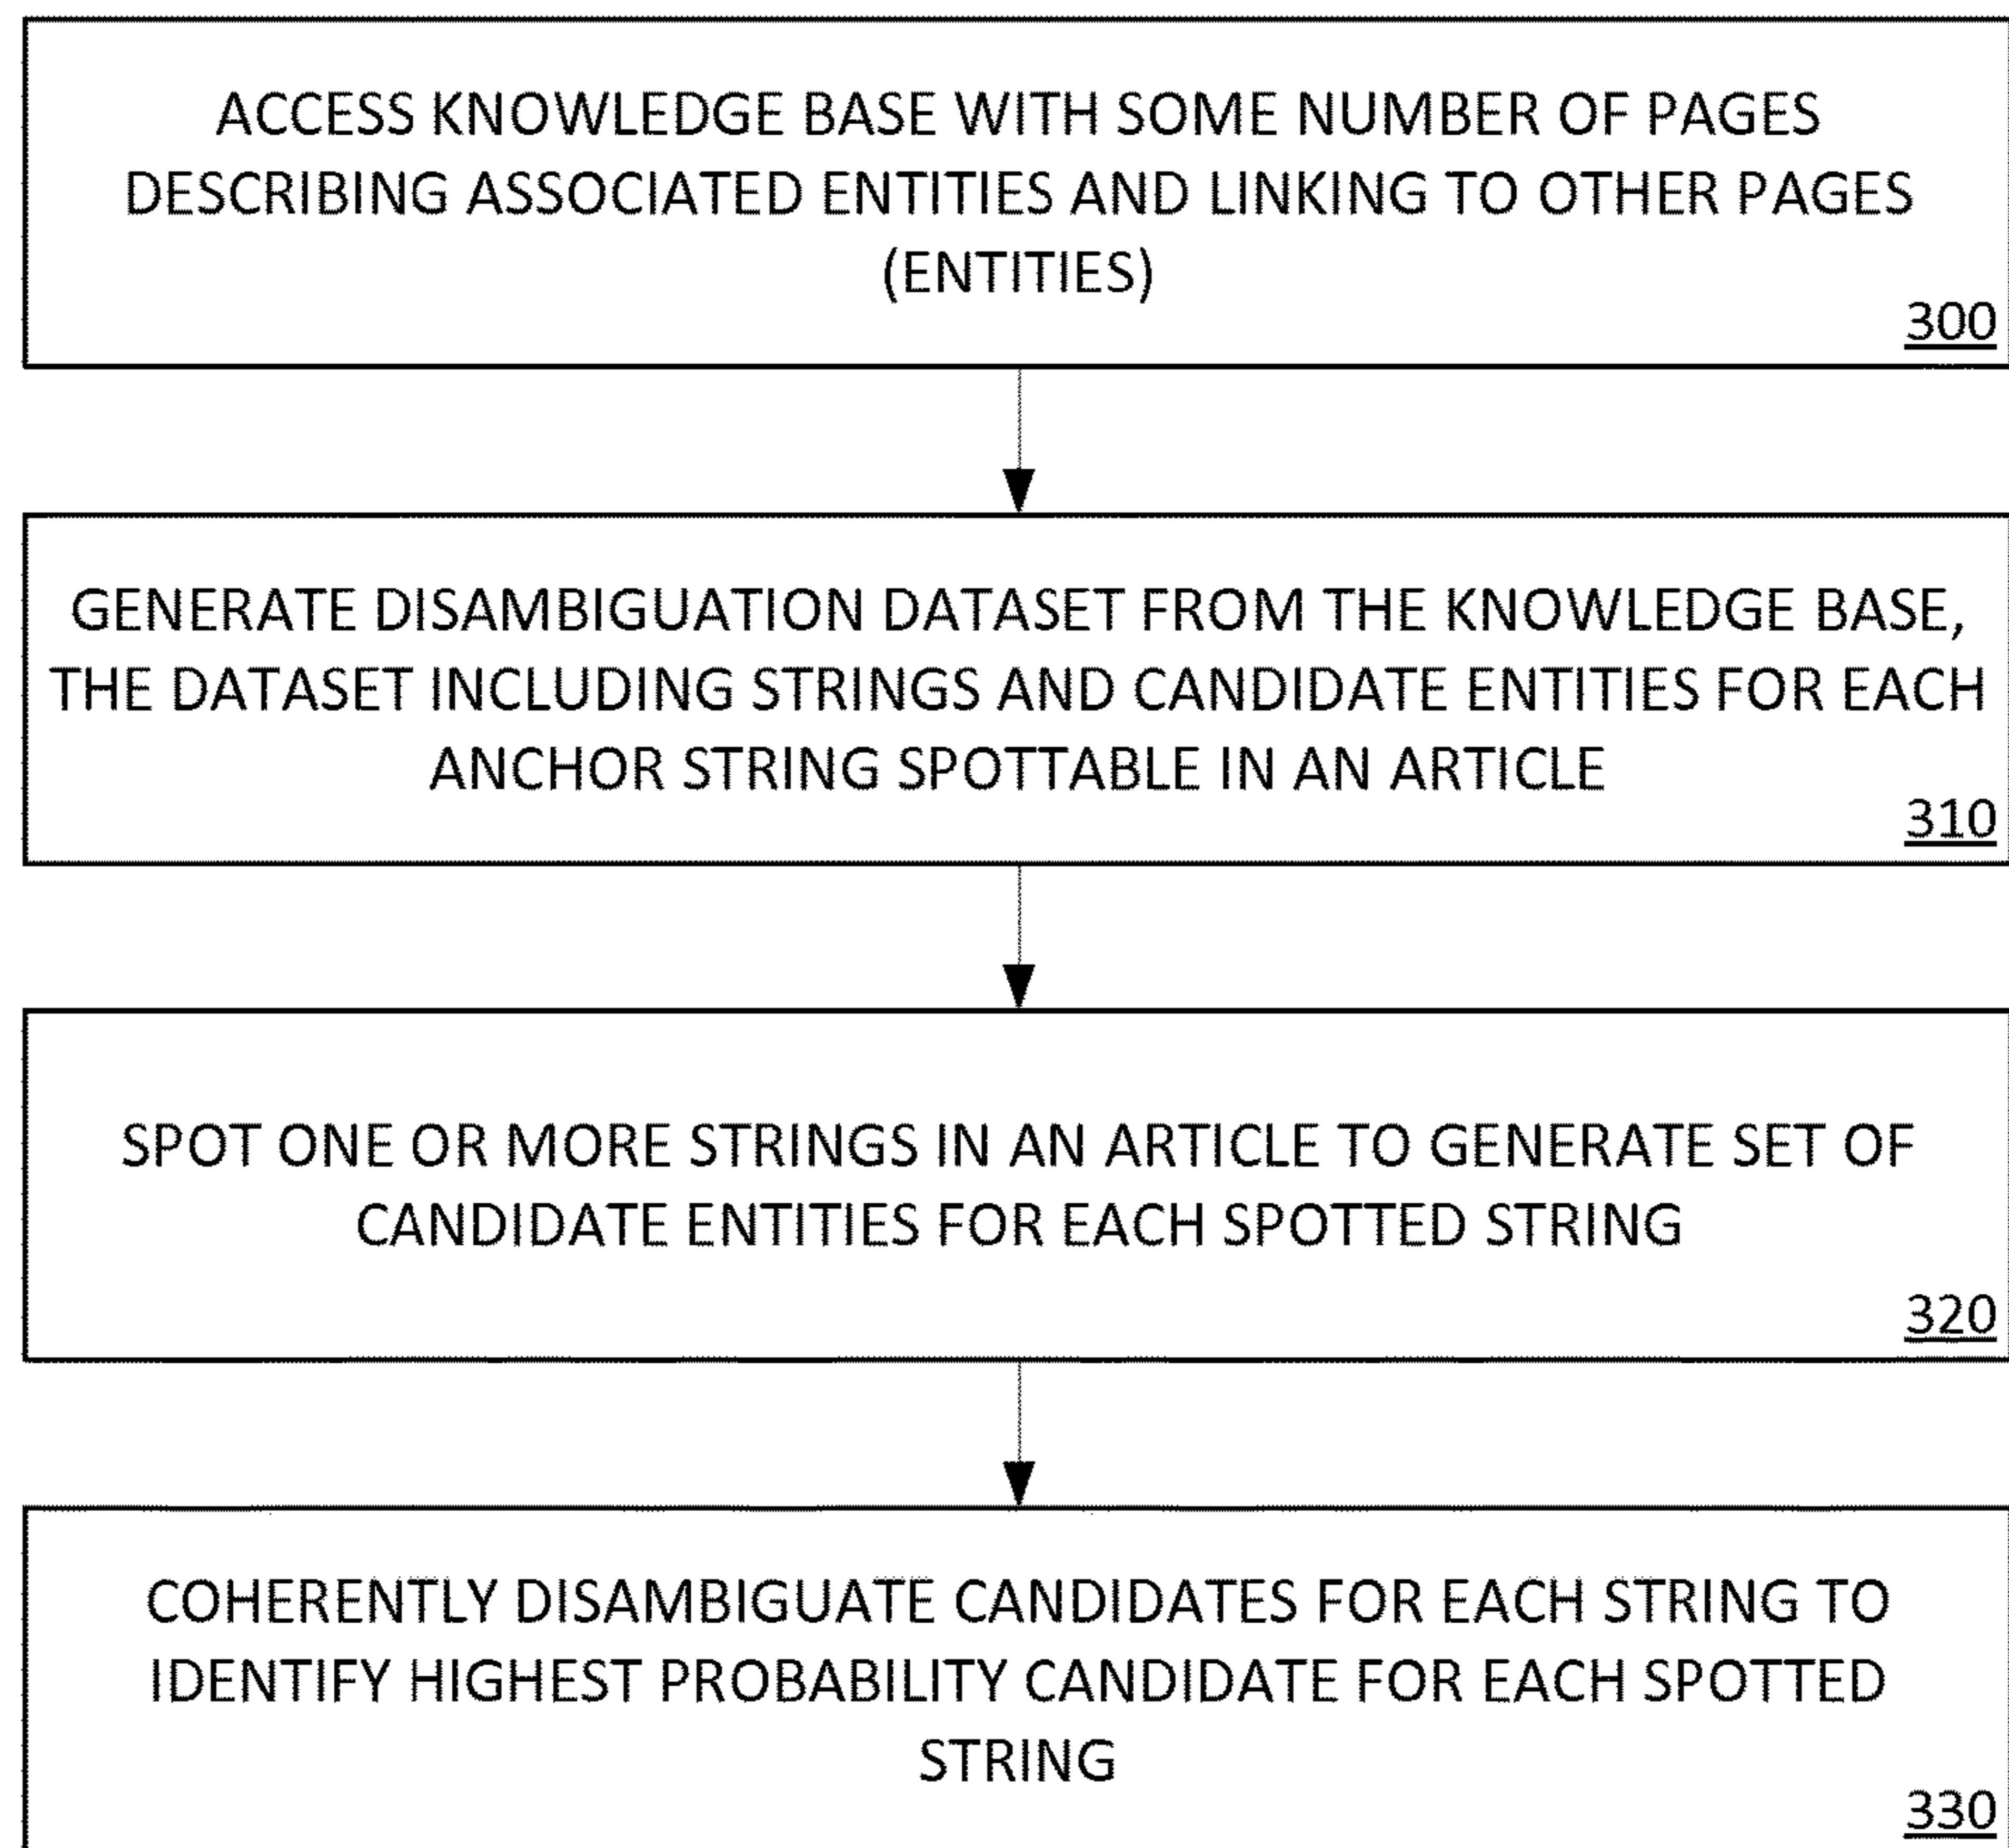 ACCESS KNOWLEDGE BASE WITH SOME NUMBER OF PAGES
DESCRIBING ASSOCIATED ENTITIES AND LINKING TO OTHER PAGES
(ENTITIES)
300
GENERATE DISAMBIGUATION DATASET FROM THE KNOWLEDGE BASE,
THE DATASET INCLUDING STRINGS AND CANDIDATE ENTITIES FOR EACH
ANCHOR STRING SPOTTABLE IN AN ARTICLE
310
SPOT ONE OR MORE STRINGS IN AN ARTICLE TO GENERATE SET OF
CANDIDATE ENTITIES FOR EACH SPOTTED STRING
320
COHERENTLY DISAMBIGUATE CANDIDATES FOR EACH STRING TO
IDENTIFY HIGHEST PROBABILITY CANDIDATE FOR EACH SPOTTED
STRING
330